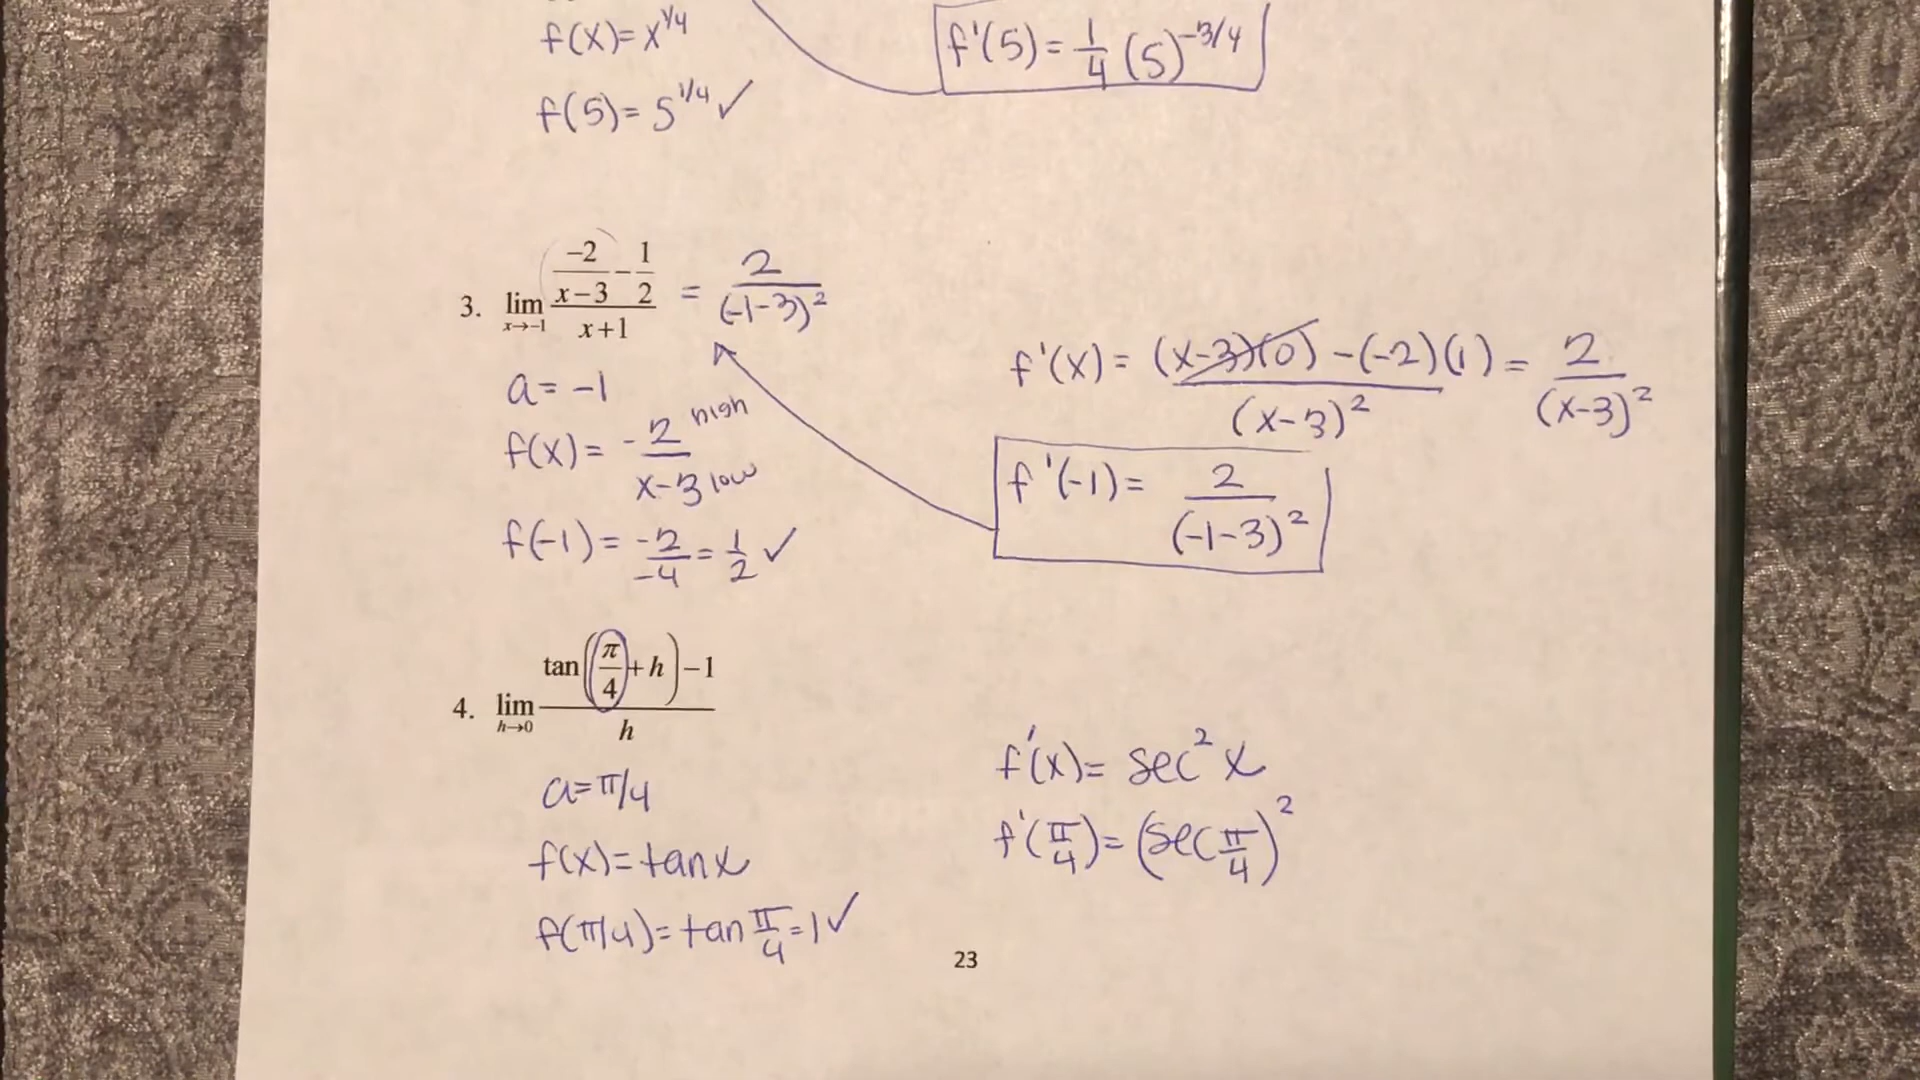 f(x)=x^1/4
f'(5)=1/4 (5)^-3/4
f(5)=5^1/4 ✓
3. lim x→-1 (-2/(x-3) - 1/2)/(x+1) = 2/(-1-3)^2
a=-1
f(x)= -2/(x-3) high low
f(-1)= -2/-4 = 1/2 ✓
f'(x)= ((x-3)(0) -(-2)(1))/(x-3)^2 = 2/(x-3)^2
f'(-1)= 2/(-1-3)^2
4. lim h→0 (tan(π/4+h)-1)/h
a=π/4
f(x)=tanx
f(π/4)=tan π/4=1 ✓
f'(x)= sec^2 x
f'(π/4)=(sec π/4)^2
23